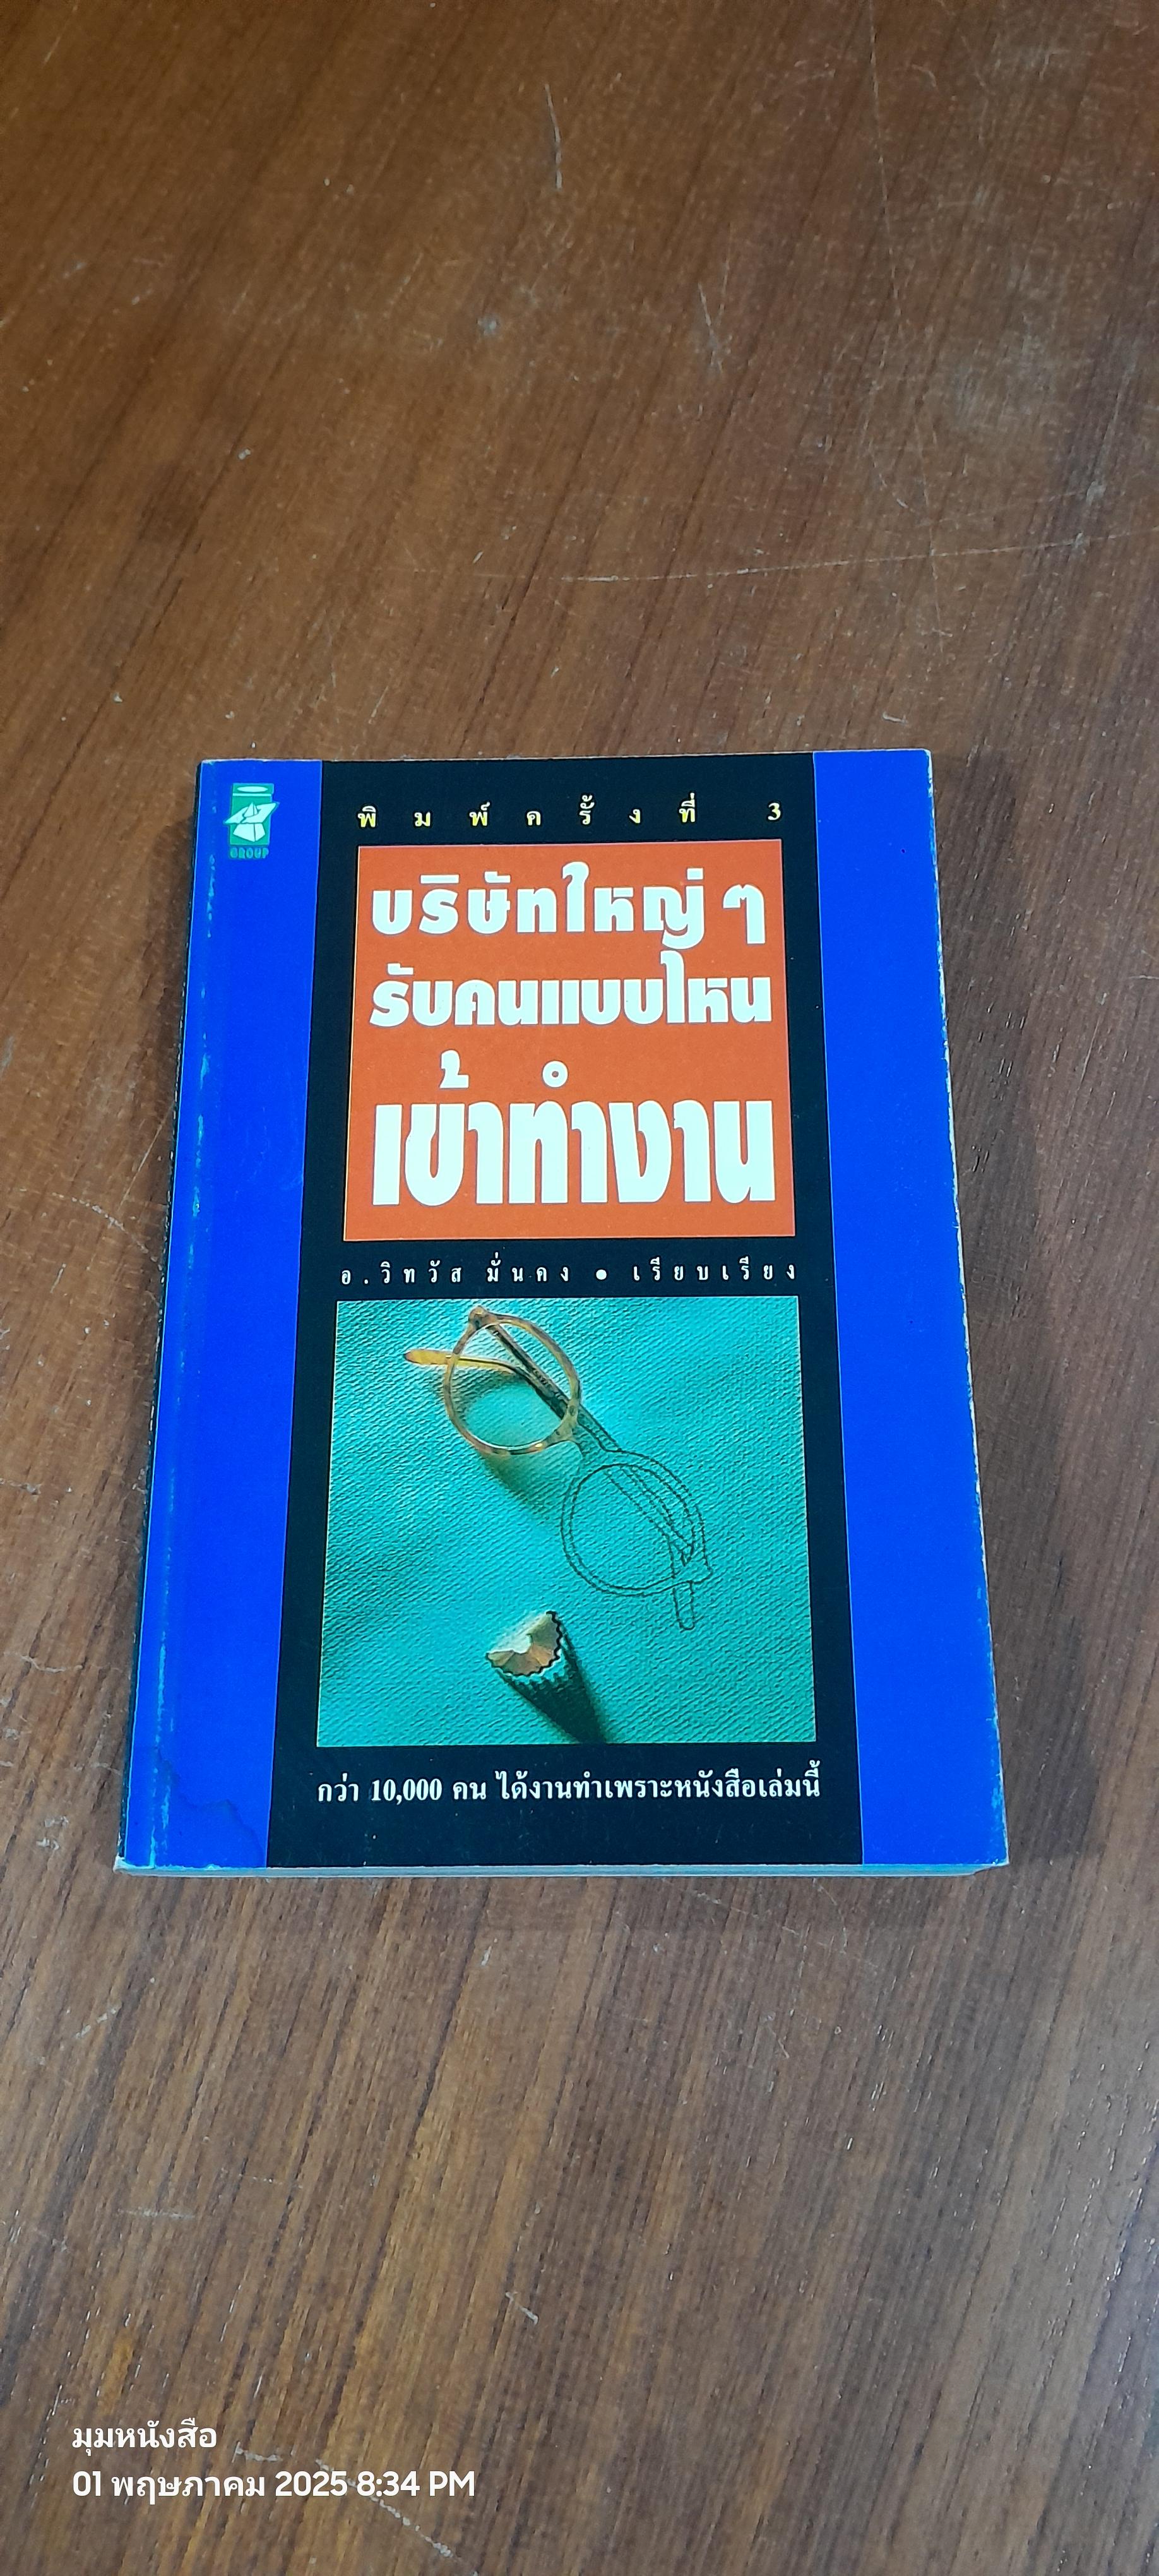 พิมพ์ครั้งที่ 3
GROUP
บริษัทใหญ่ ๆ
รับคนแบบไหน
เข้าทำงาน
อ.วิทวัส มั่นคง • เรียบเรียง
กว่า 10,000 คน ได้งานทำเพราะหนังสือเล่มนี้
มุมหนังสือ
01 พฤษภาคม 2025 8:34 PM